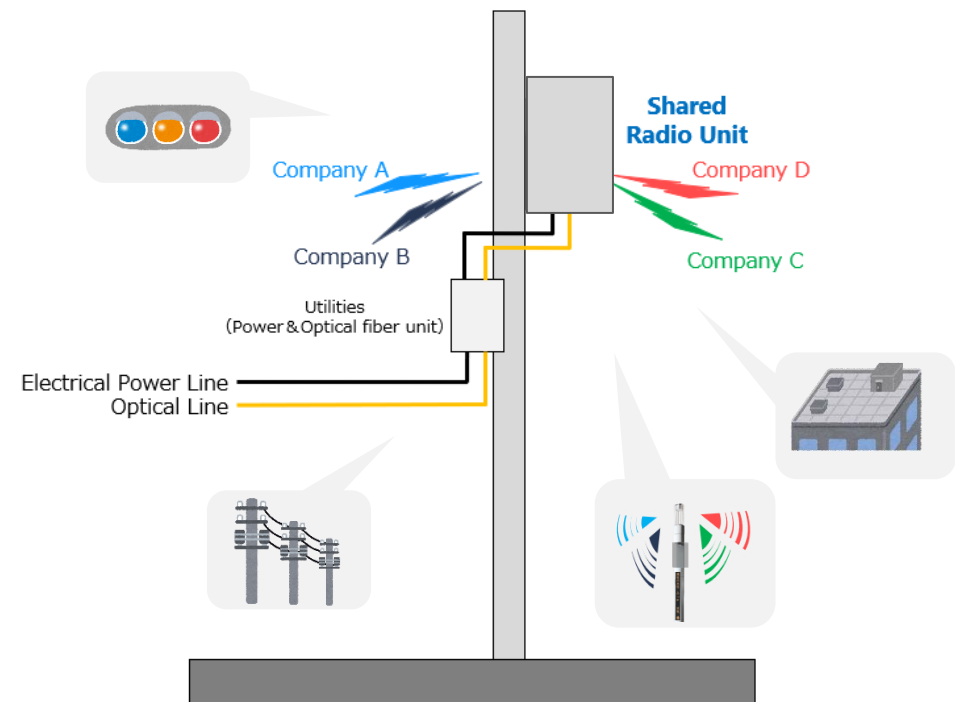 Shared
Radio Unit
Company A
Company D
Company B
Company C
Utilities
(Power&Optical fiber unit)
Electrical Power Line
Optical Line